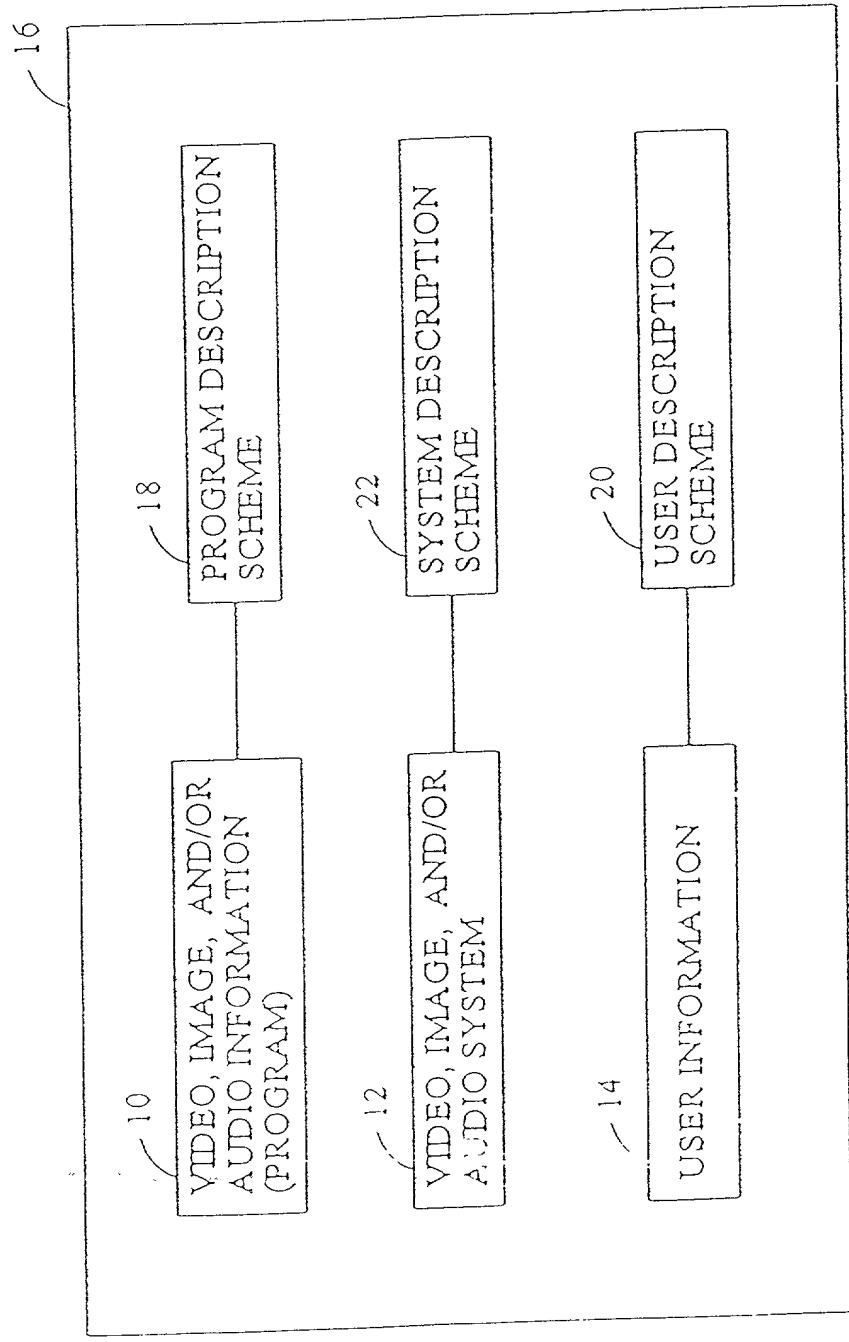 16
10
VIDEO, IMAGE, AND/OR
AUDIO INFORMATION
(PROGRAM)
18
PROGRAM DESCRIPTION
SCHEME
12
VIDEO, IMAGE, AND/OR
AUDIO SYSTEM
22
SYSTEM DESCRIPTION
SCHEME
14
USER INFORMATION
20
USER DESCRIPTION
SCHEME